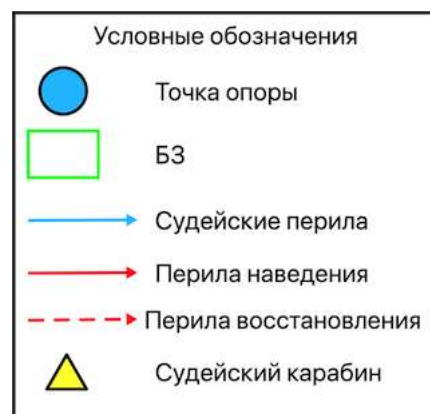 Условные обозначения
Точка опоры
БЗ
Судейские перила
Перила наведения
Перила восстановления
Судейский карабин